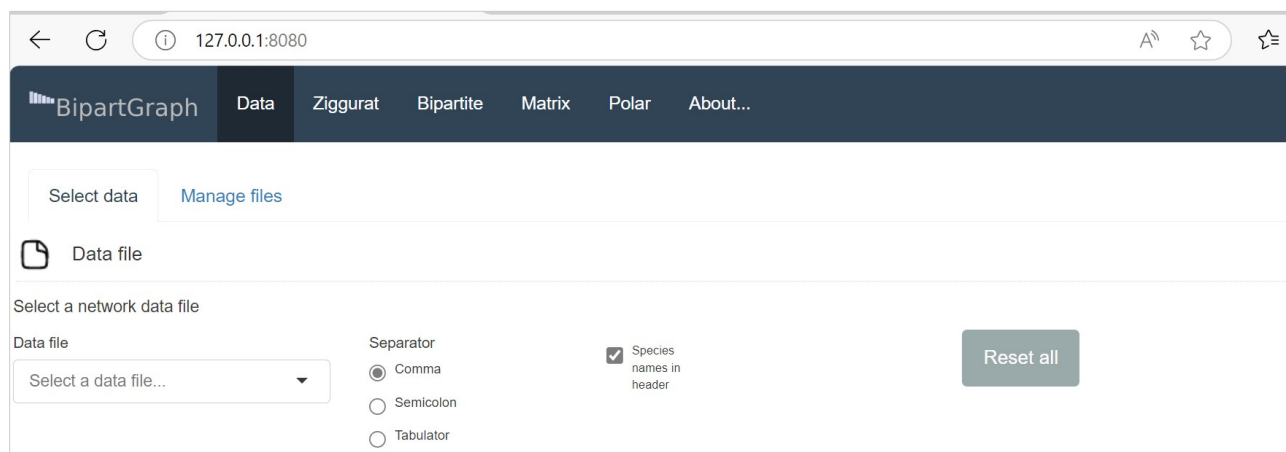 127.0.0.1:8080
BipartGraph Data Ziggurat Bipartite Matrix Polar About...
Select data Manage files
Data file
Select a network data file
Data file
Select a data file...
Separator
Comma
Semicolon
Tabulator
Species
names in
header
Reset all